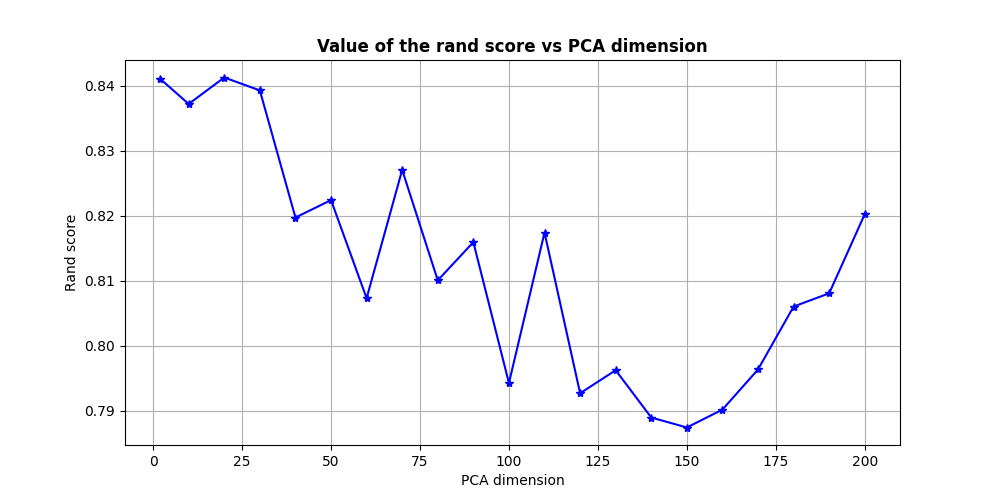 Value of the rand score vs PCA dimension
Rand score
0.84
0.83
0.82
0.81
0.80
0.79
0 25 50 75 100 125 150 175 200
PCA dimension